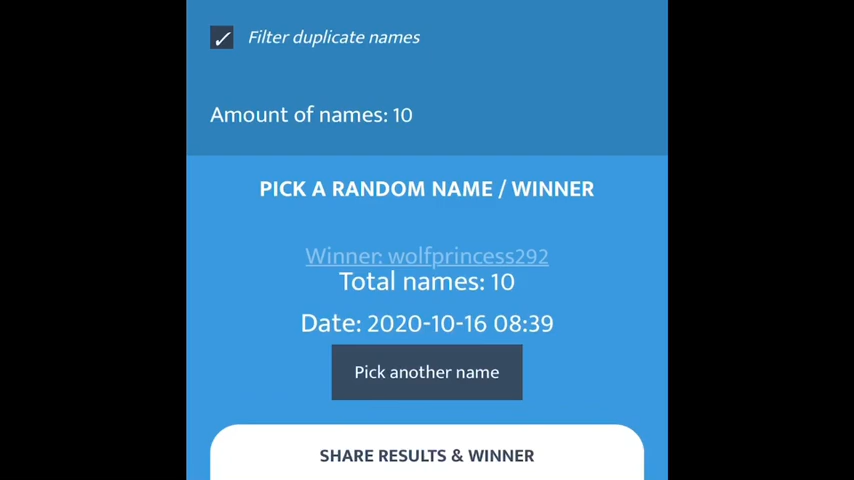 Filter duplicate names
Amount of names: 10
PICK A RANDOM NAME / WINNER
Winner: wolfprincess292
Total names: 10
Date: 2020-10-16 08:39
Pick another name
SHARE RESULTS & WINNER